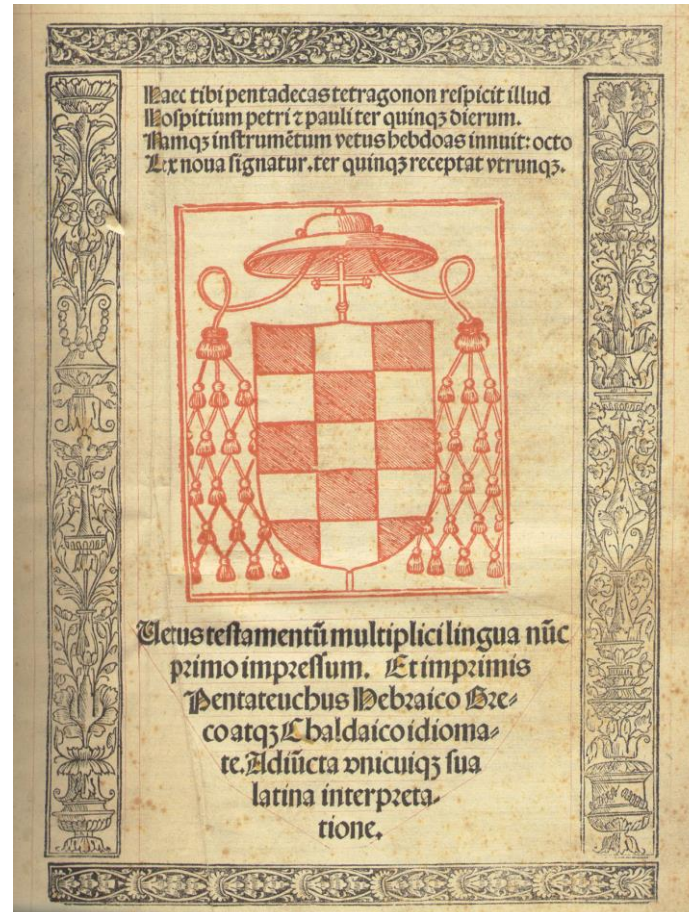 Haec tibi pentadecas tetragonon respicit illud
Hospitium petri ⁊ pauli ter quinqꝫ dierum.
Namqꝫ instrumētum vetus hebdoas innuit: octo
Lex noua signatur. ter quinqꝫ receptat vtrunqꝫ.
Uetus testamentū multiplici lingua nūc
primo impressum. Et imprimis
Pentateuchus Hebraico Gre⸗
co atqꝫ Chaldaico idioma⸗
te. Adiūcta vnicuiqꝫ sua
latina interpreta⸗
tione.